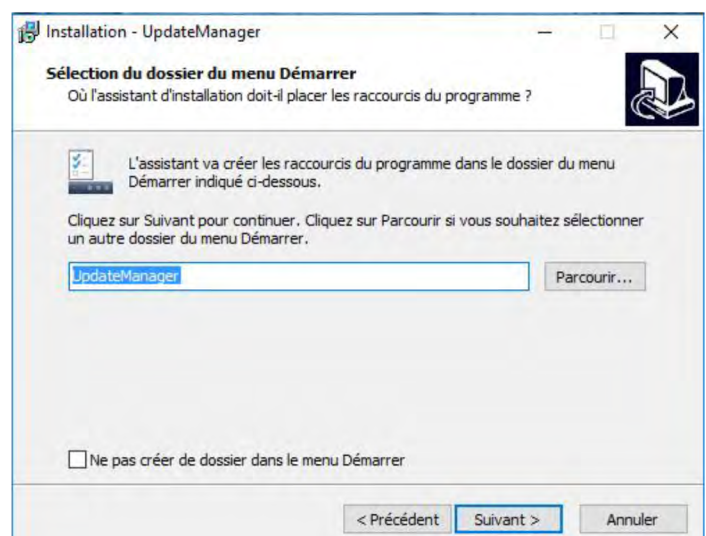 Installation - UpdateManager
Sélection du dossier du menu Démarrer
Où l'assistant d'installation doit-il placer les raccourcis du programme ?
L'assistant va créer les raccourcis du programme dans le dossier du menu
Démarrer indiqué ci-dessous.
Cliquez sur Suivant pour continuer. Cliquez sur Parcourir si vous souhaitez sélectionner
un autre dossier du menu Démarrer.
UpdateManager
Parcourir...
Ne pas créer de dossier dans le menu Démarrer
< Précédent
Suivant >
Annuler